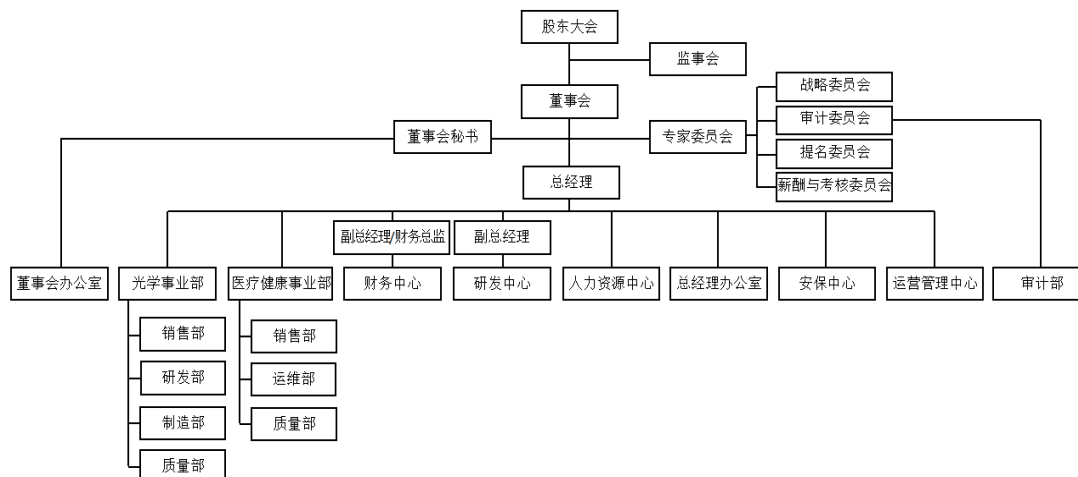 股东大会
监事会
董事会
战略委员会
审计委员会
董事会秘书
专家委员会
提名委员会
总经理
薪酬与考核委员会
副总经理/财务总监
副总经理
董事会办公室
光学事业部
医疗健康事业部
财务中心
研发中心
人力资源中心
总经理办公室
安保中心
运营管理中心
审计部
销售部
销售部
研发部
运维部
制造部
质量部
质量部